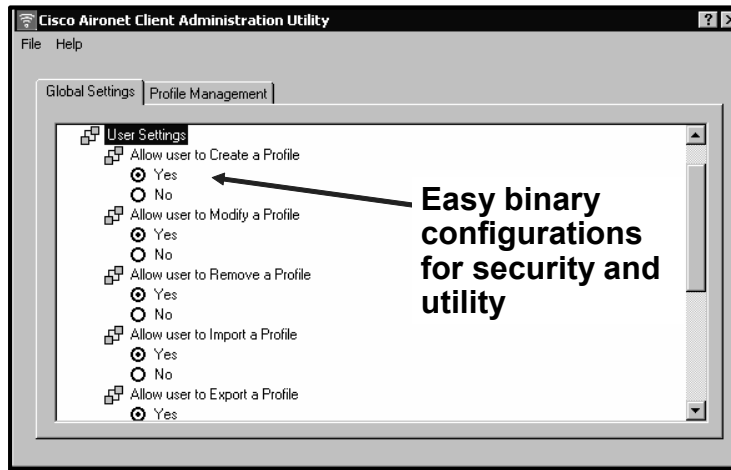 Cisco Aironet Client Administration Utility
File Help
Global Settings Profile Management
User Settings
Allow user to Create a Profile
Yes
No
Allow user to Modify a Profile
Yes
No
Allow user to Remove a Profile
Yes
No
Allow user to Import a Profile
Yes
No
Allow user to Export a Profile
Yes
Easy binary
configurations
for security and
utility